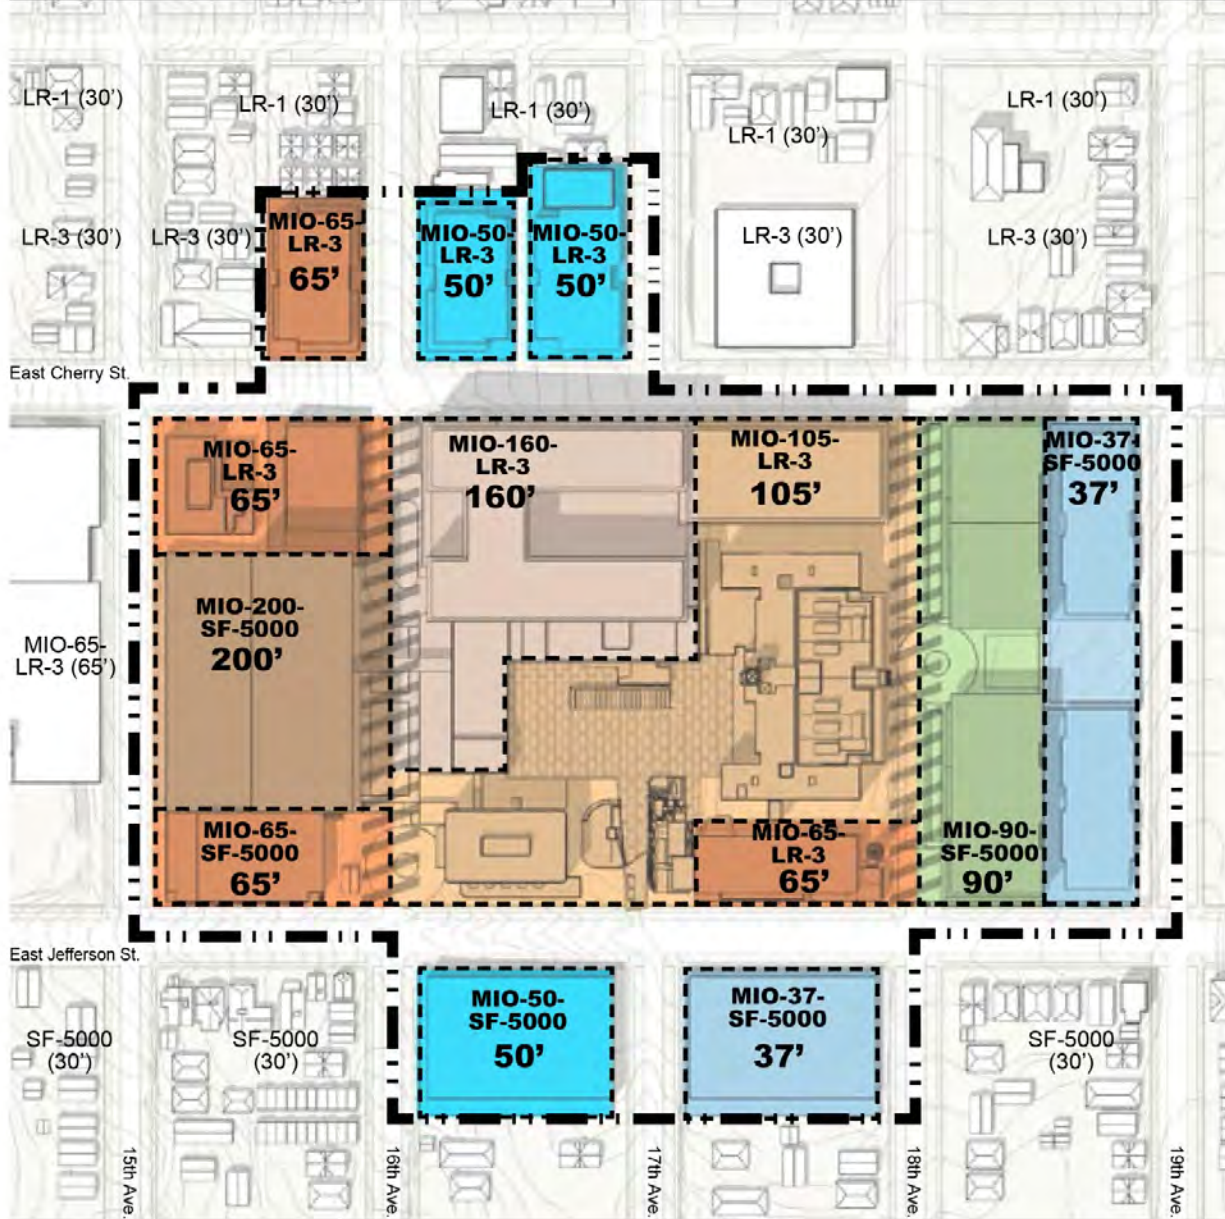 LR-1 (30')
LR-1 (30')
LR-1 (30')
LR-1 (30')
LR-1 (30')
LR-3 (30')
LR-3 (30')
MIO-65-
LR-3
65'
MIO-50-
LR-3
50'
MIO-50-
LR-3
50'
LR-3 (30')
LR-3 (30')
East Cherry St.
MIO-65-
LR-3
65'
MIO-160-
LR-3
160'
MIO-105-
LR-3
105'
MIO-37-
SF-5000
37'
MIO-65-
LR-3 (65')
MIO-200-
SF-5000
200'
MIO-65-
SF-5000
65'
MIO-65-
LR-3
65'
MIO-90-
SF-5000
90'
East Jefferson St.
SF-5000
(30')
SF-5000
(30')
MIO-50-
SF-5000
50'
MIO-37-
SF-5000
37'
SF-5000
(30')
15th Ave.
16th Ave.
17th Ave.
18th Ave.
19th Ave.